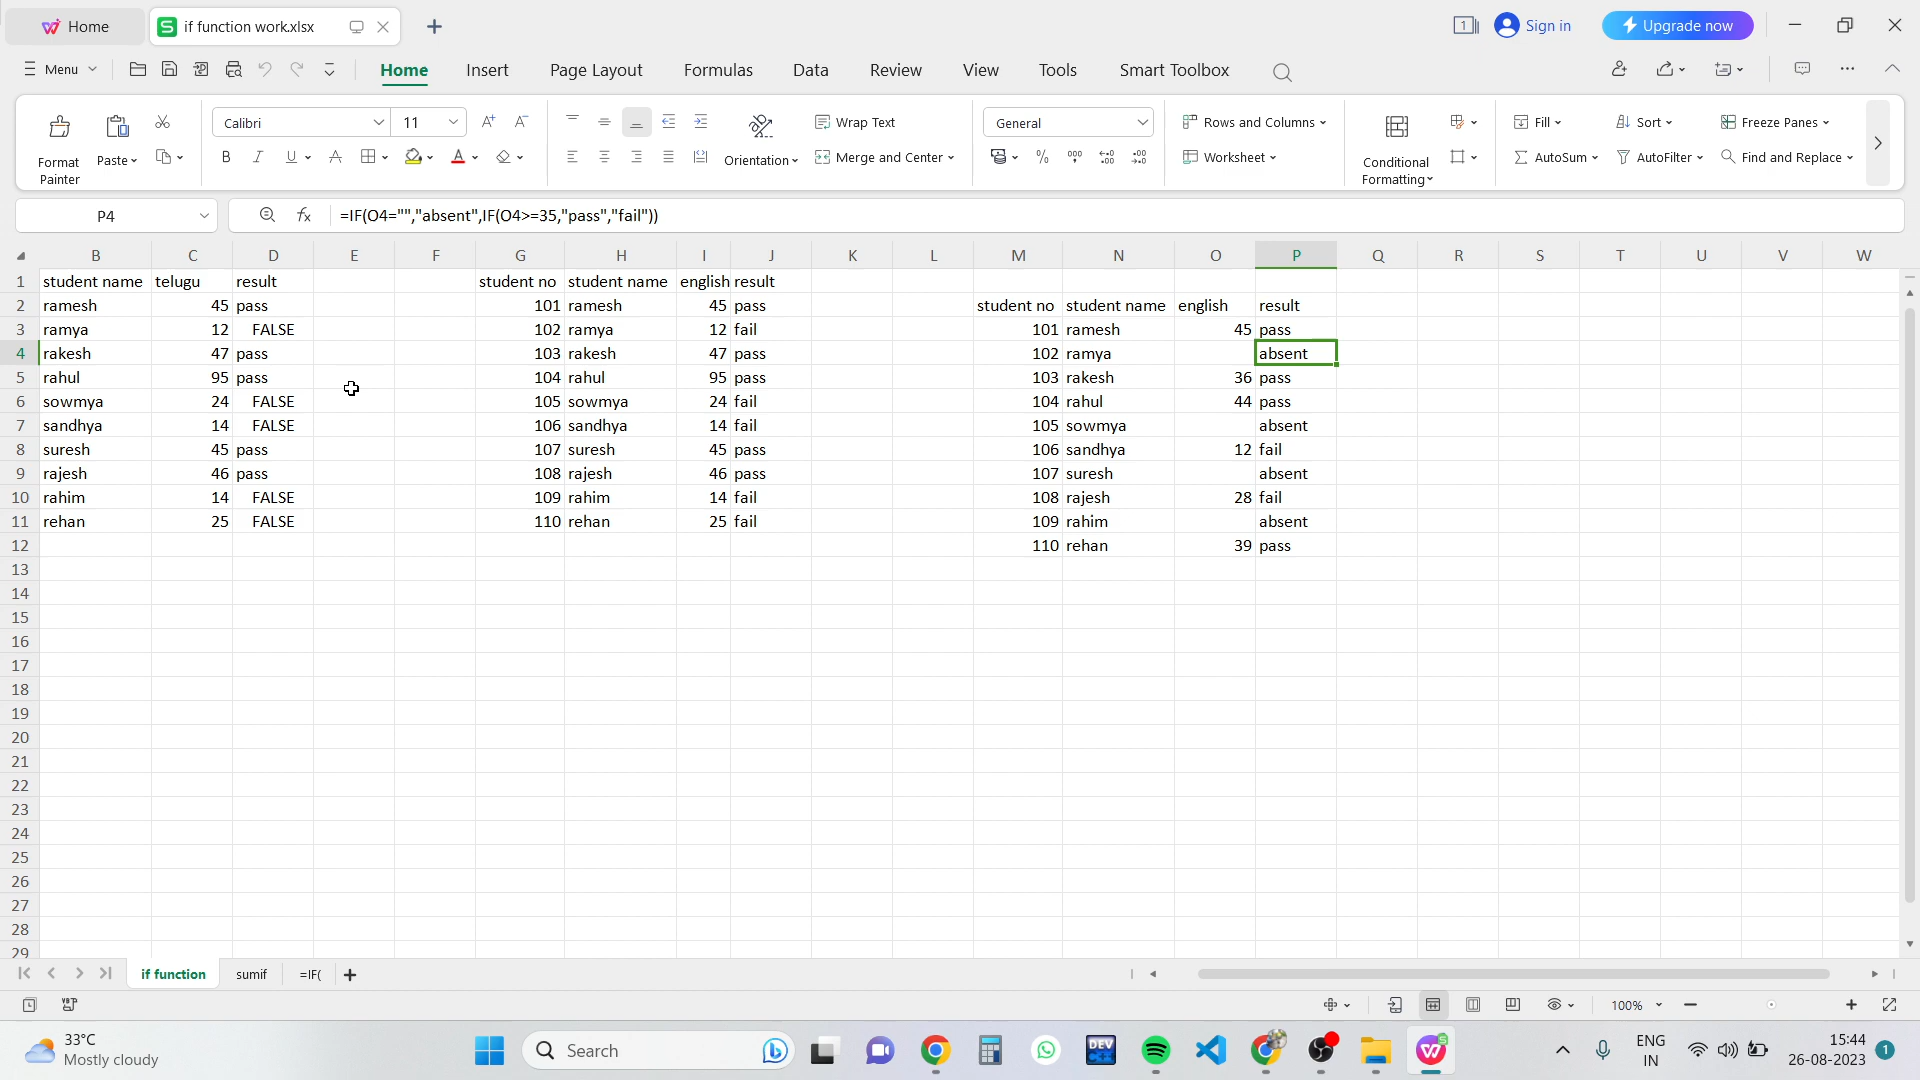 Home
if function work.xlsx
1
Sign in
Upgrade now
Menu
Home
Insert
Page Layout
Formulas
Data
Review
View
Tools
Smart Toolbox
Format
Painter
Paste
Calibri
11
Orientation
Wrap Text
Merge and Center
General
Rows and Columns
Worksheet
Conditional
Formatting
Fill
AutoSum
Sort
AutoFilter
Freeze Panes
Find and Replace
P4
=IF(O4="","absent",IF(O4>=35,"pass","fail"))
B C D E F G H I J K L M N O P Q R S T U V W
1 student name telugu result student no student name english result
2 ramesh 45 pass 101 ramesh 45 pass student no student name english result
3 ramya 12 FALSE 102 ramya 12 fail 101 ramesh 45 pass
4 rakesh 47 pass 103 rakesh 47 pass 102 ramya absent
5 rahul 95 pass 104 rahul 95 pass 103 rakesh 36 pass
6 sowmya 24 FALSE 105 sowmya 24 fail 104 rahul 44 pass
7 sandhya 14 FALSE 106 sandhya 14 fail 105 sowmya absent
8 suresh 45 pass 107 suresh 45 pass 106 sandhya 12 fail
9 rajesh 46 pass 108 rajesh 46 pass 107 suresh absent
10 rahim 14 FALSE 109 rahim 14 fail 108 rajesh 28 fail
11 rehan 25 FALSE 110 rehan 25 fail 109 rahim absent
12 110 rehan 39 pass
13
14
15
16
17
18
19
20
21
22
23
24
25
26
27
28
29
if function
sumif
=IF(
100%
33°C
Mostly cloudy
Search
DEV
ENG
IN
15:44
26-08-2023
1